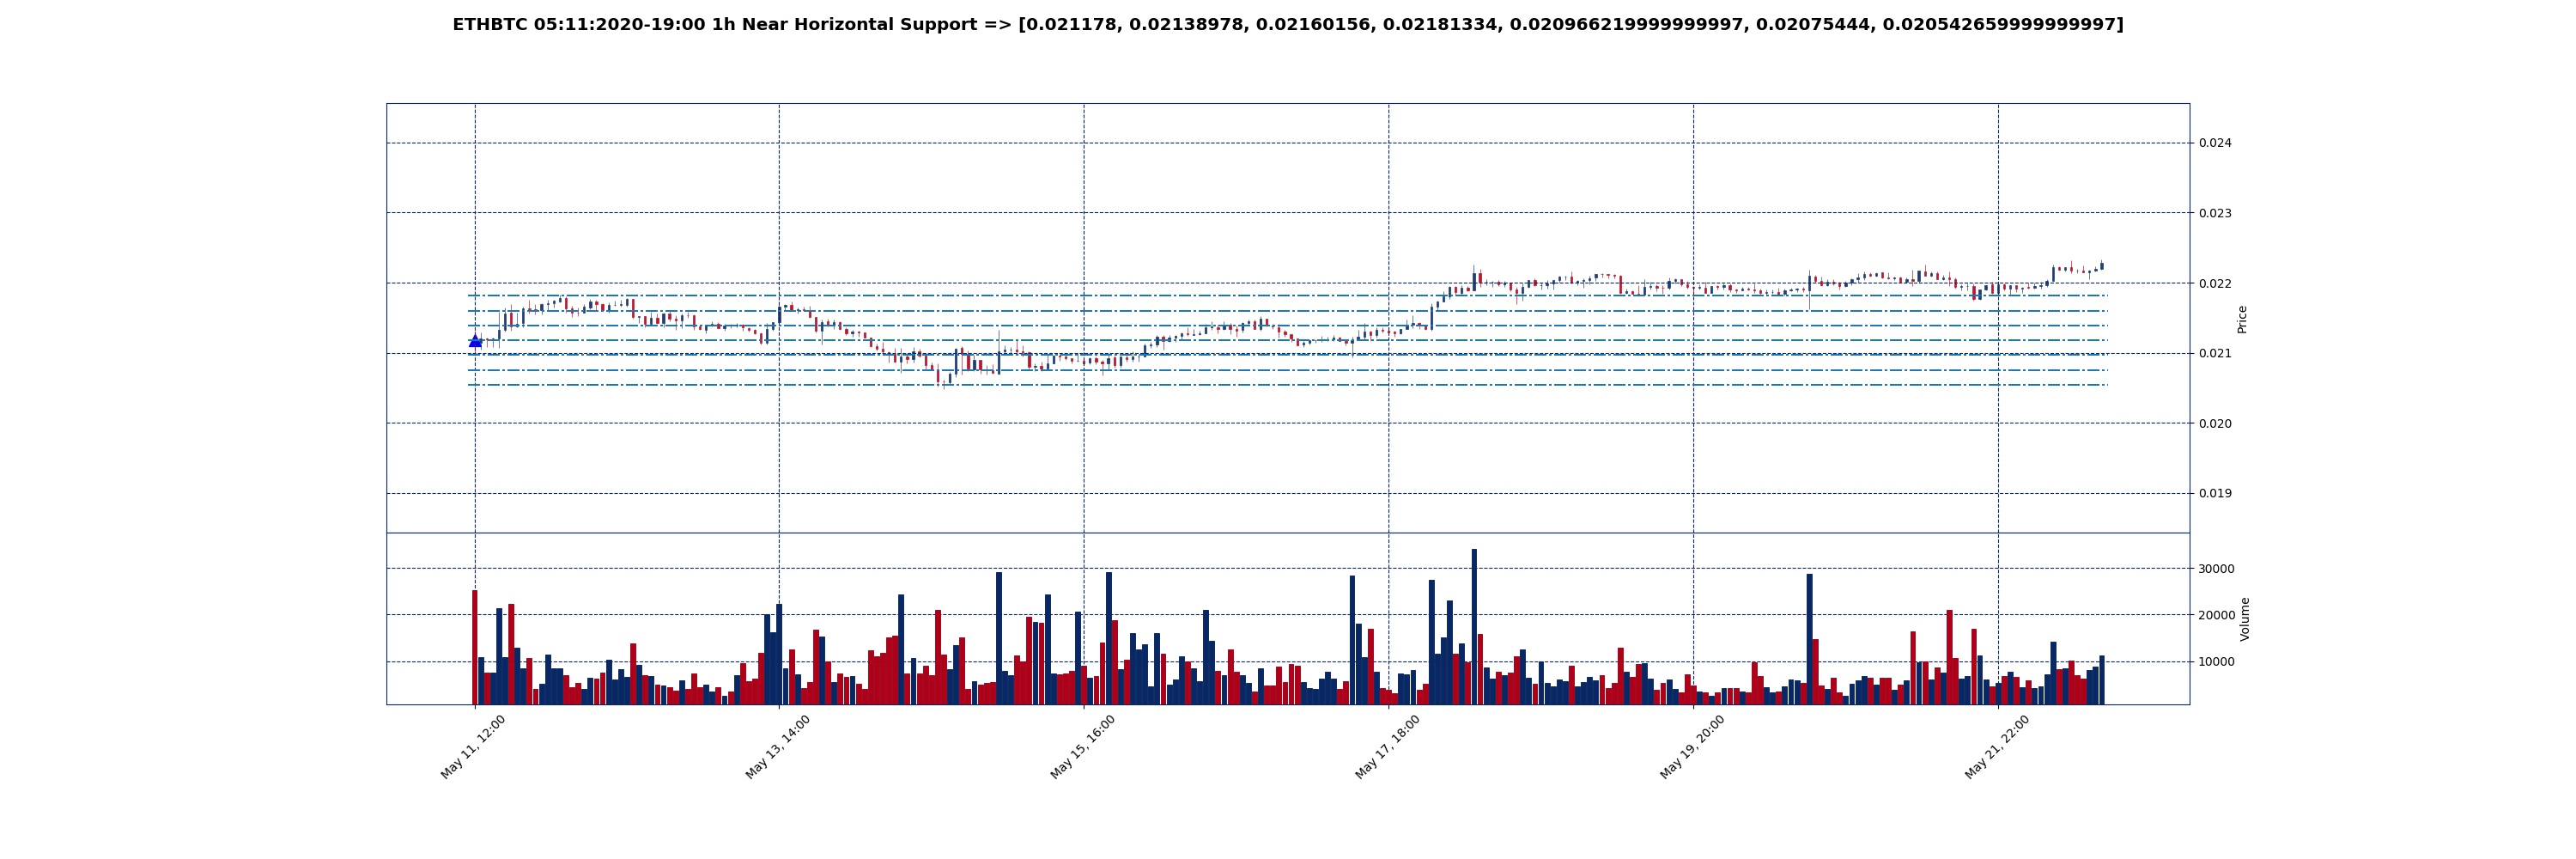 ETHBTC 05:11:2020-19:00 1h Near Horizontal Support => [0.021178, 0.02138978, 0.02160156, 0.02181334, 0.020966219999999997, 0.02075444, 0.020542659999999997]
0.024
0.023
0.022
Price
0.021
0.020
0.019
30000
20000
Volume
10000
May 11, 12:00
May 13, 14:00
May 15, 16:00
May 17, 18:00
May 19, 20:00
May 21, 22:00